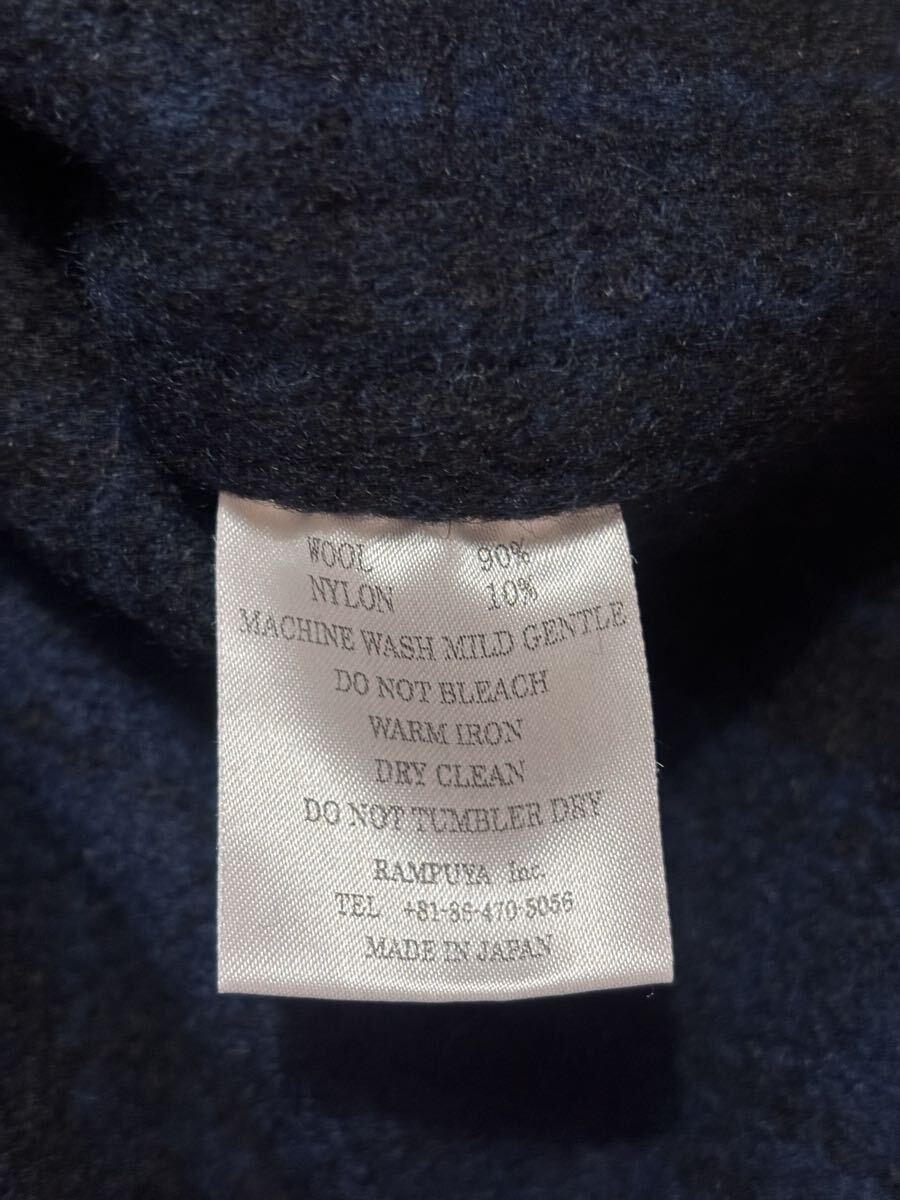 WOOL 90%
NYLON 10%
MACHINE WASH MILD GENTLE
DO NOT BLEACH
WARM IRON
DRY CLEAN
DO NOT TUMBLER DRY
RAMPUYA Inc.
TEL +81-86-470-5056
MADE IN JAPAN